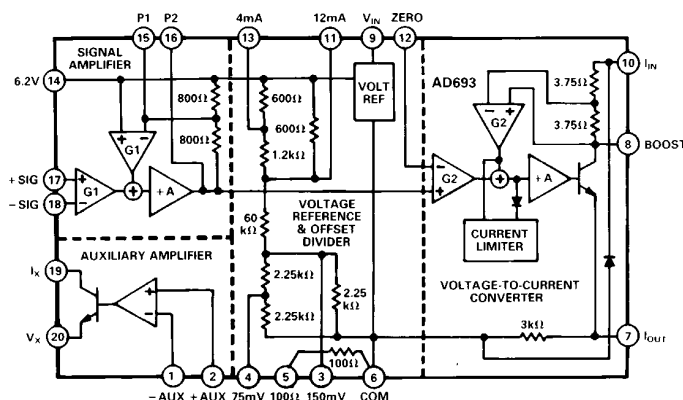 P1 P2 4mA 12mA VIN ZERO
15 16 13 11 9 12
SIGNAL
AMPLIFIER
6.2V 14
800Ω
800Ω
G1
+ SIG 17
– SIG 18
G1
+ A
600Ω
600Ω
1.2kΩ
60
kΩ
VOLT
REF
VOLTAGE
REFERENCE
& OFFSET
DIVIDER
2.25kΩ
2.25kΩ
2.25
kΩ
100Ω
AD693
G2
G2
+ A
CURRENT
LIMITER
3.75Ω
3.75Ω
10 IIN
8 BOOST
VOLTAGE-TO-CURRENT
CONVERTER
3kΩ
7 IOUT
AUXILIARY AMPLIFIER
IX 19
VX 20
1 2 4 5 3 6
– AUX + AUX 75mV 100Ω 150mV COM